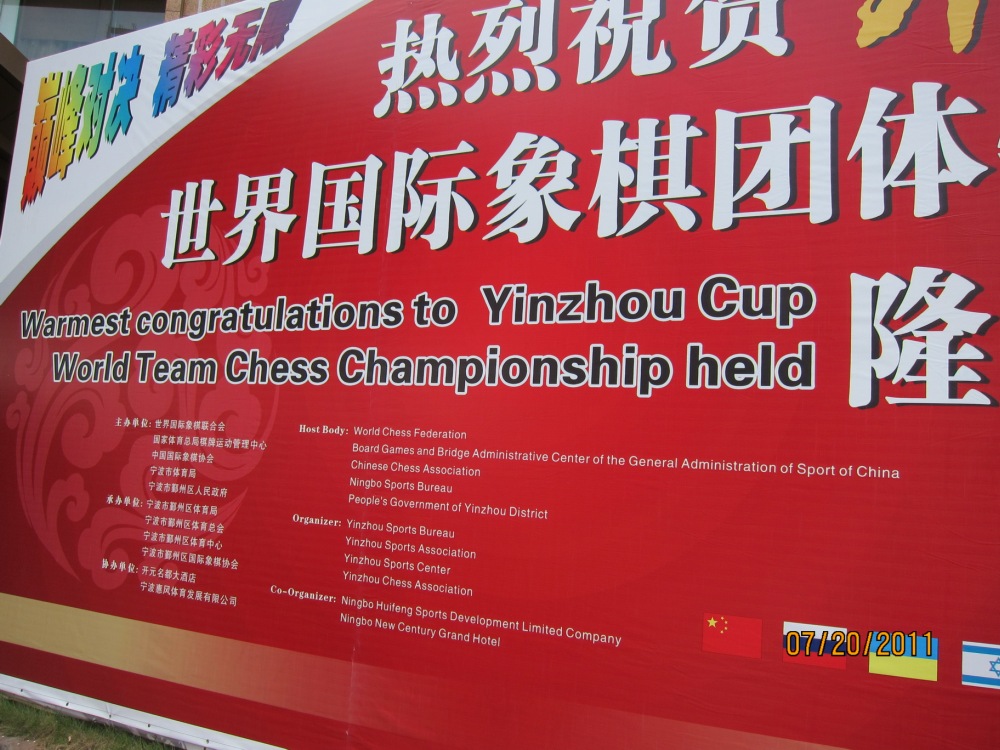 巅峰对决 精彩无限
热烈祝贺
世界国际象棋团体
Warmest congratulations to Yinzhou Cup
World Team Chess Championship held
隆
主办单位: 世界国际象棋联合会
国家体育总局棋牌运动管理中心
中国国际象棋协会
宁波市体育局
宁波市鄞州区人民政府
承办单位: 宁波市鄞州区体育局
宁波市鄞州区体育总会
宁波市鄞州区体育中心
宁波市鄞州区国际象棋协会
协办单位: 开元名都大酒店
宁波惠风体育发展有限公司
Host Body: World Chess Federation
Board Games and Bridge Administrative Center of the General Administration of Sport of China
Chinese Chess Association
Ningbo Sports Bureau
People's Government of Yinzhou District
Organizer: Yinzhou Sports Bureau
Yinzhou Sports Association
Yinzhou Sports Center
Yinzhou Chess Association
Co-Organizer: Ningbo Huifeng Sports Development Limited Company
Ningbo New Century Grand Hotel
07/20/2011